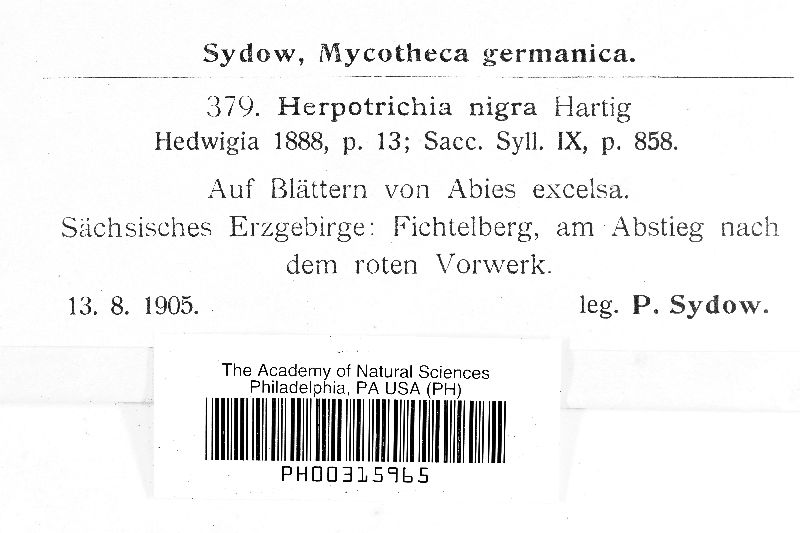 Sydow, Mycotheca germanica.
379. Herpotrichia nigra Hartig
Hedwigia 1888, p. 13; Sacc. Syll. IX, p. 858.
Auf Blättern von Abies excelsa.
Sächsisches Erzgebirge: Fichtelberg, am Abstieg nach
dem roten Vorwerk.
13. 8. 1905. leg. P. Sydow.
The Academy of Natural Sciences
Philadelphia, PA USA (PH)
PH00315965